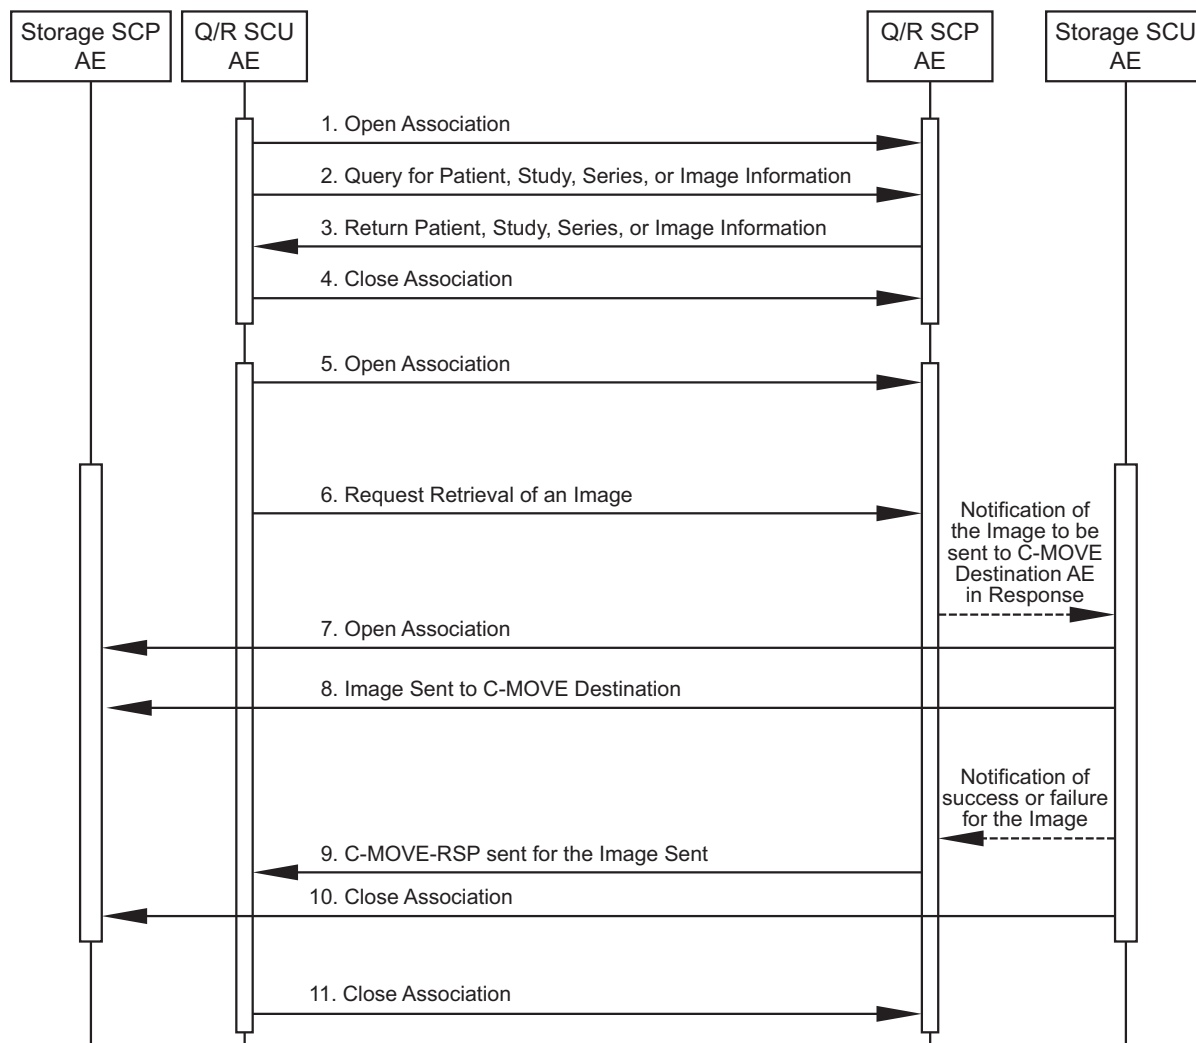 Storage SCP
AE
Q/R SCU
AE
Q/R SCP
AE
Storage SCU
AE
1. Open Association
2. Query for Patient, Study, Series, or Image Information
3. Return Patient, Study, Series, or Image Information
4. Close Association
5. Open Association
6. Request Retrieval of an Image
Notification of
the Image to be
sent to C-MOVE
Destination AE
in Response
7. Open Association
8. Image Sent to C-MOVE Destination
Notification of
success or failure
for the Image
9. C-MOVE-RSP sent for the Image Sent
10. Close Association
11. Close Association